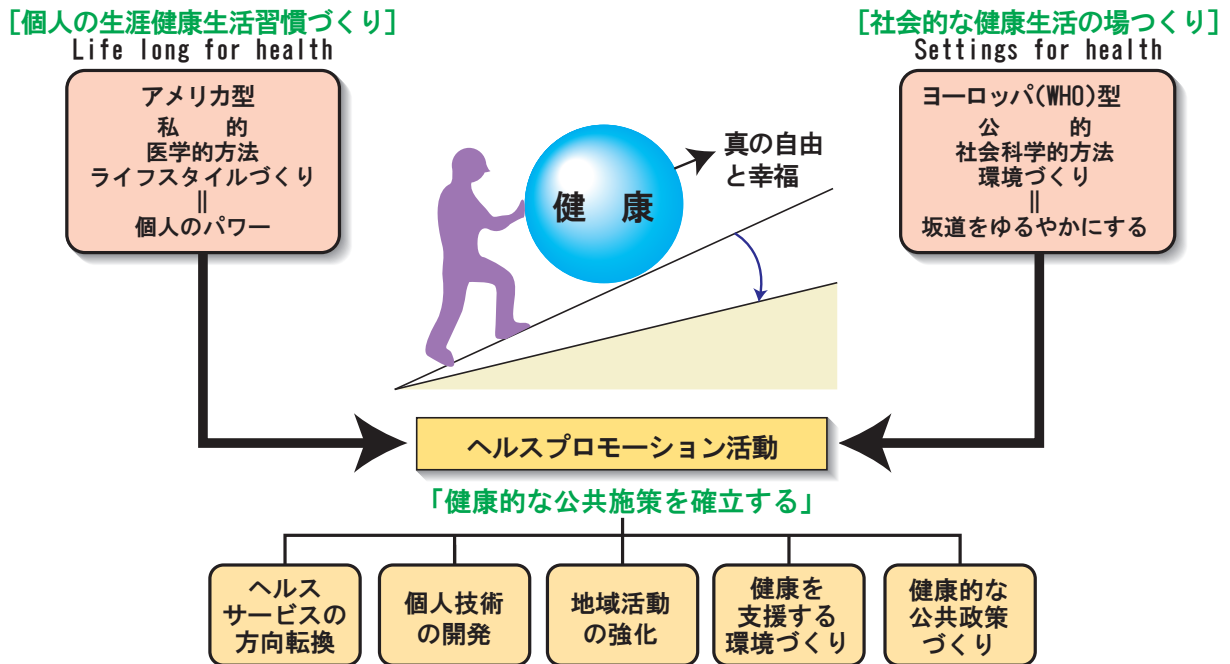 [個人の生涯健康生活習慣づくり]
Life long for health
アメリカ型
私　的
医学的方法
ライフスタイルづくり
||
個人のパワー
[社会的な健康生活の場つくり]
Settings for health
ヨーロッパ(WHO)型
公　的
社会科学的方法
環境づくり
||
坂道をゆるやかにする
健　康
真の自由
と幸福
ヘルスプロモーション活動
「健康的な公共施策を確立する」
ヘルス
サービスの
方向転換
個人技術
の開発
地域活動
の強化
健康を
支援する
環境づくり
健康的な
公共政策
づくり